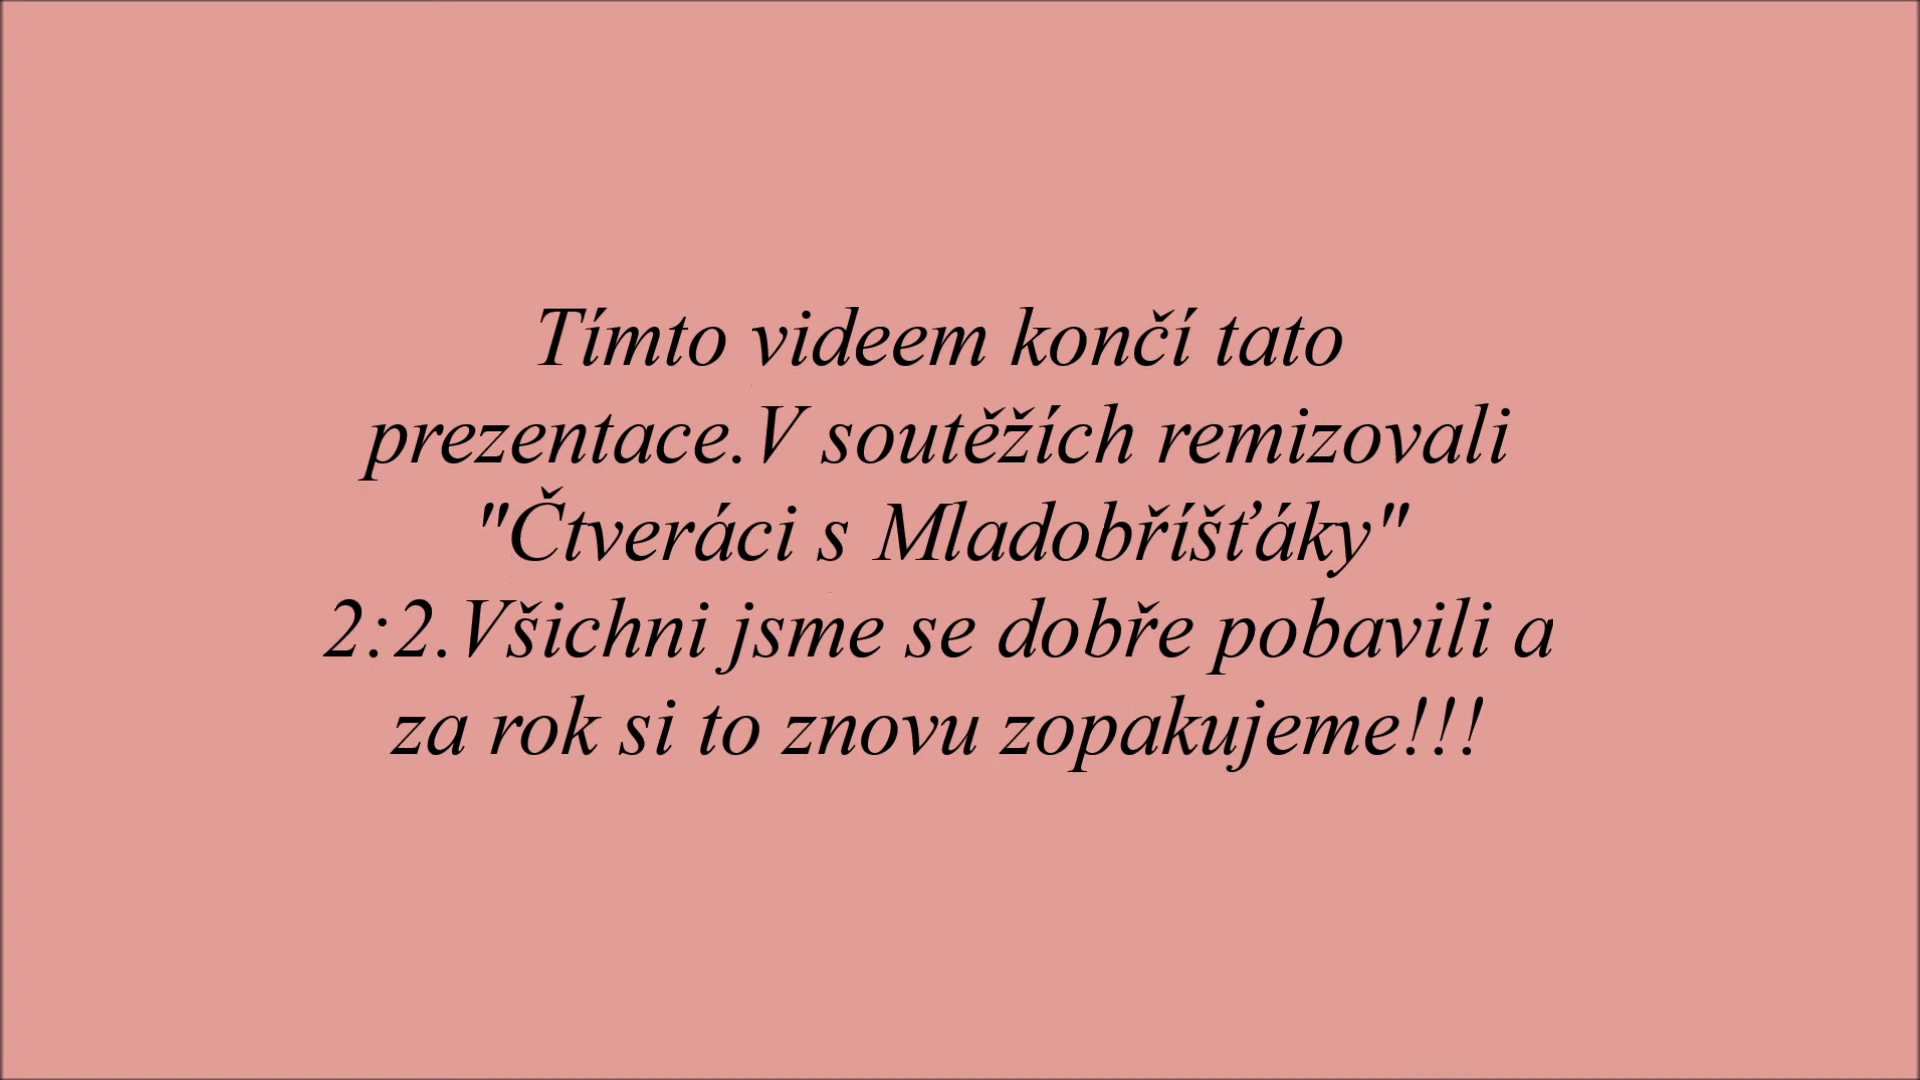 Tímto videem končí tato
prezentace.V soutěžích remizovali
"Čtveráci s Mladobříšťáky"
2:2.Všichni jsme se dobře pobavili a
za rok si to znovu zopakujeme!!!